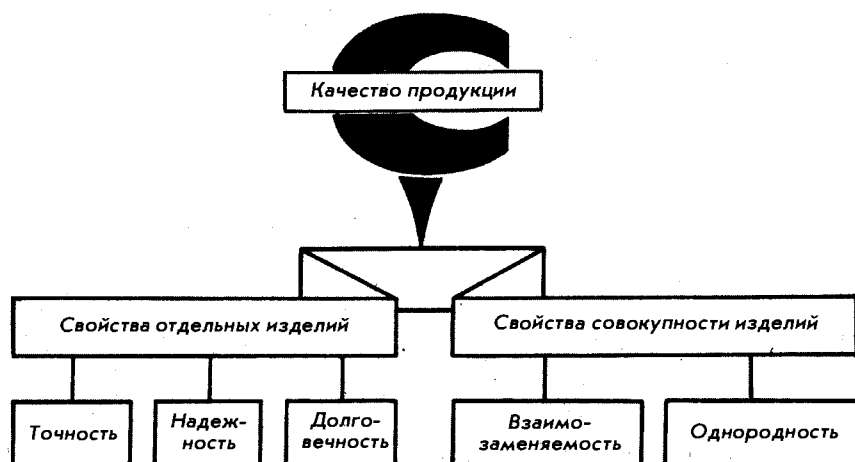 Качество продукции
Свойства отдельных изделий
Свойства совокупности изделий
Точность
Надеж-
ность
Долго-
вечность
Взаимо-
заменяемость
Однородность